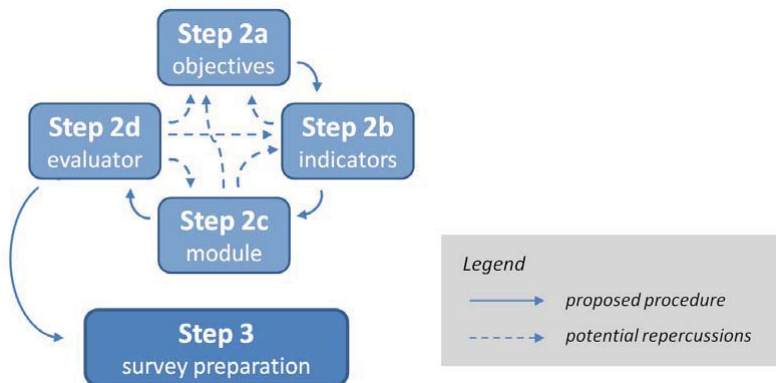 Step 2a
objectives
Step 2d
evaluator
Step 2b
indicators
Step 2c
module
Step 3
survey preparation
Legend
proposed procedure
potential repercussions